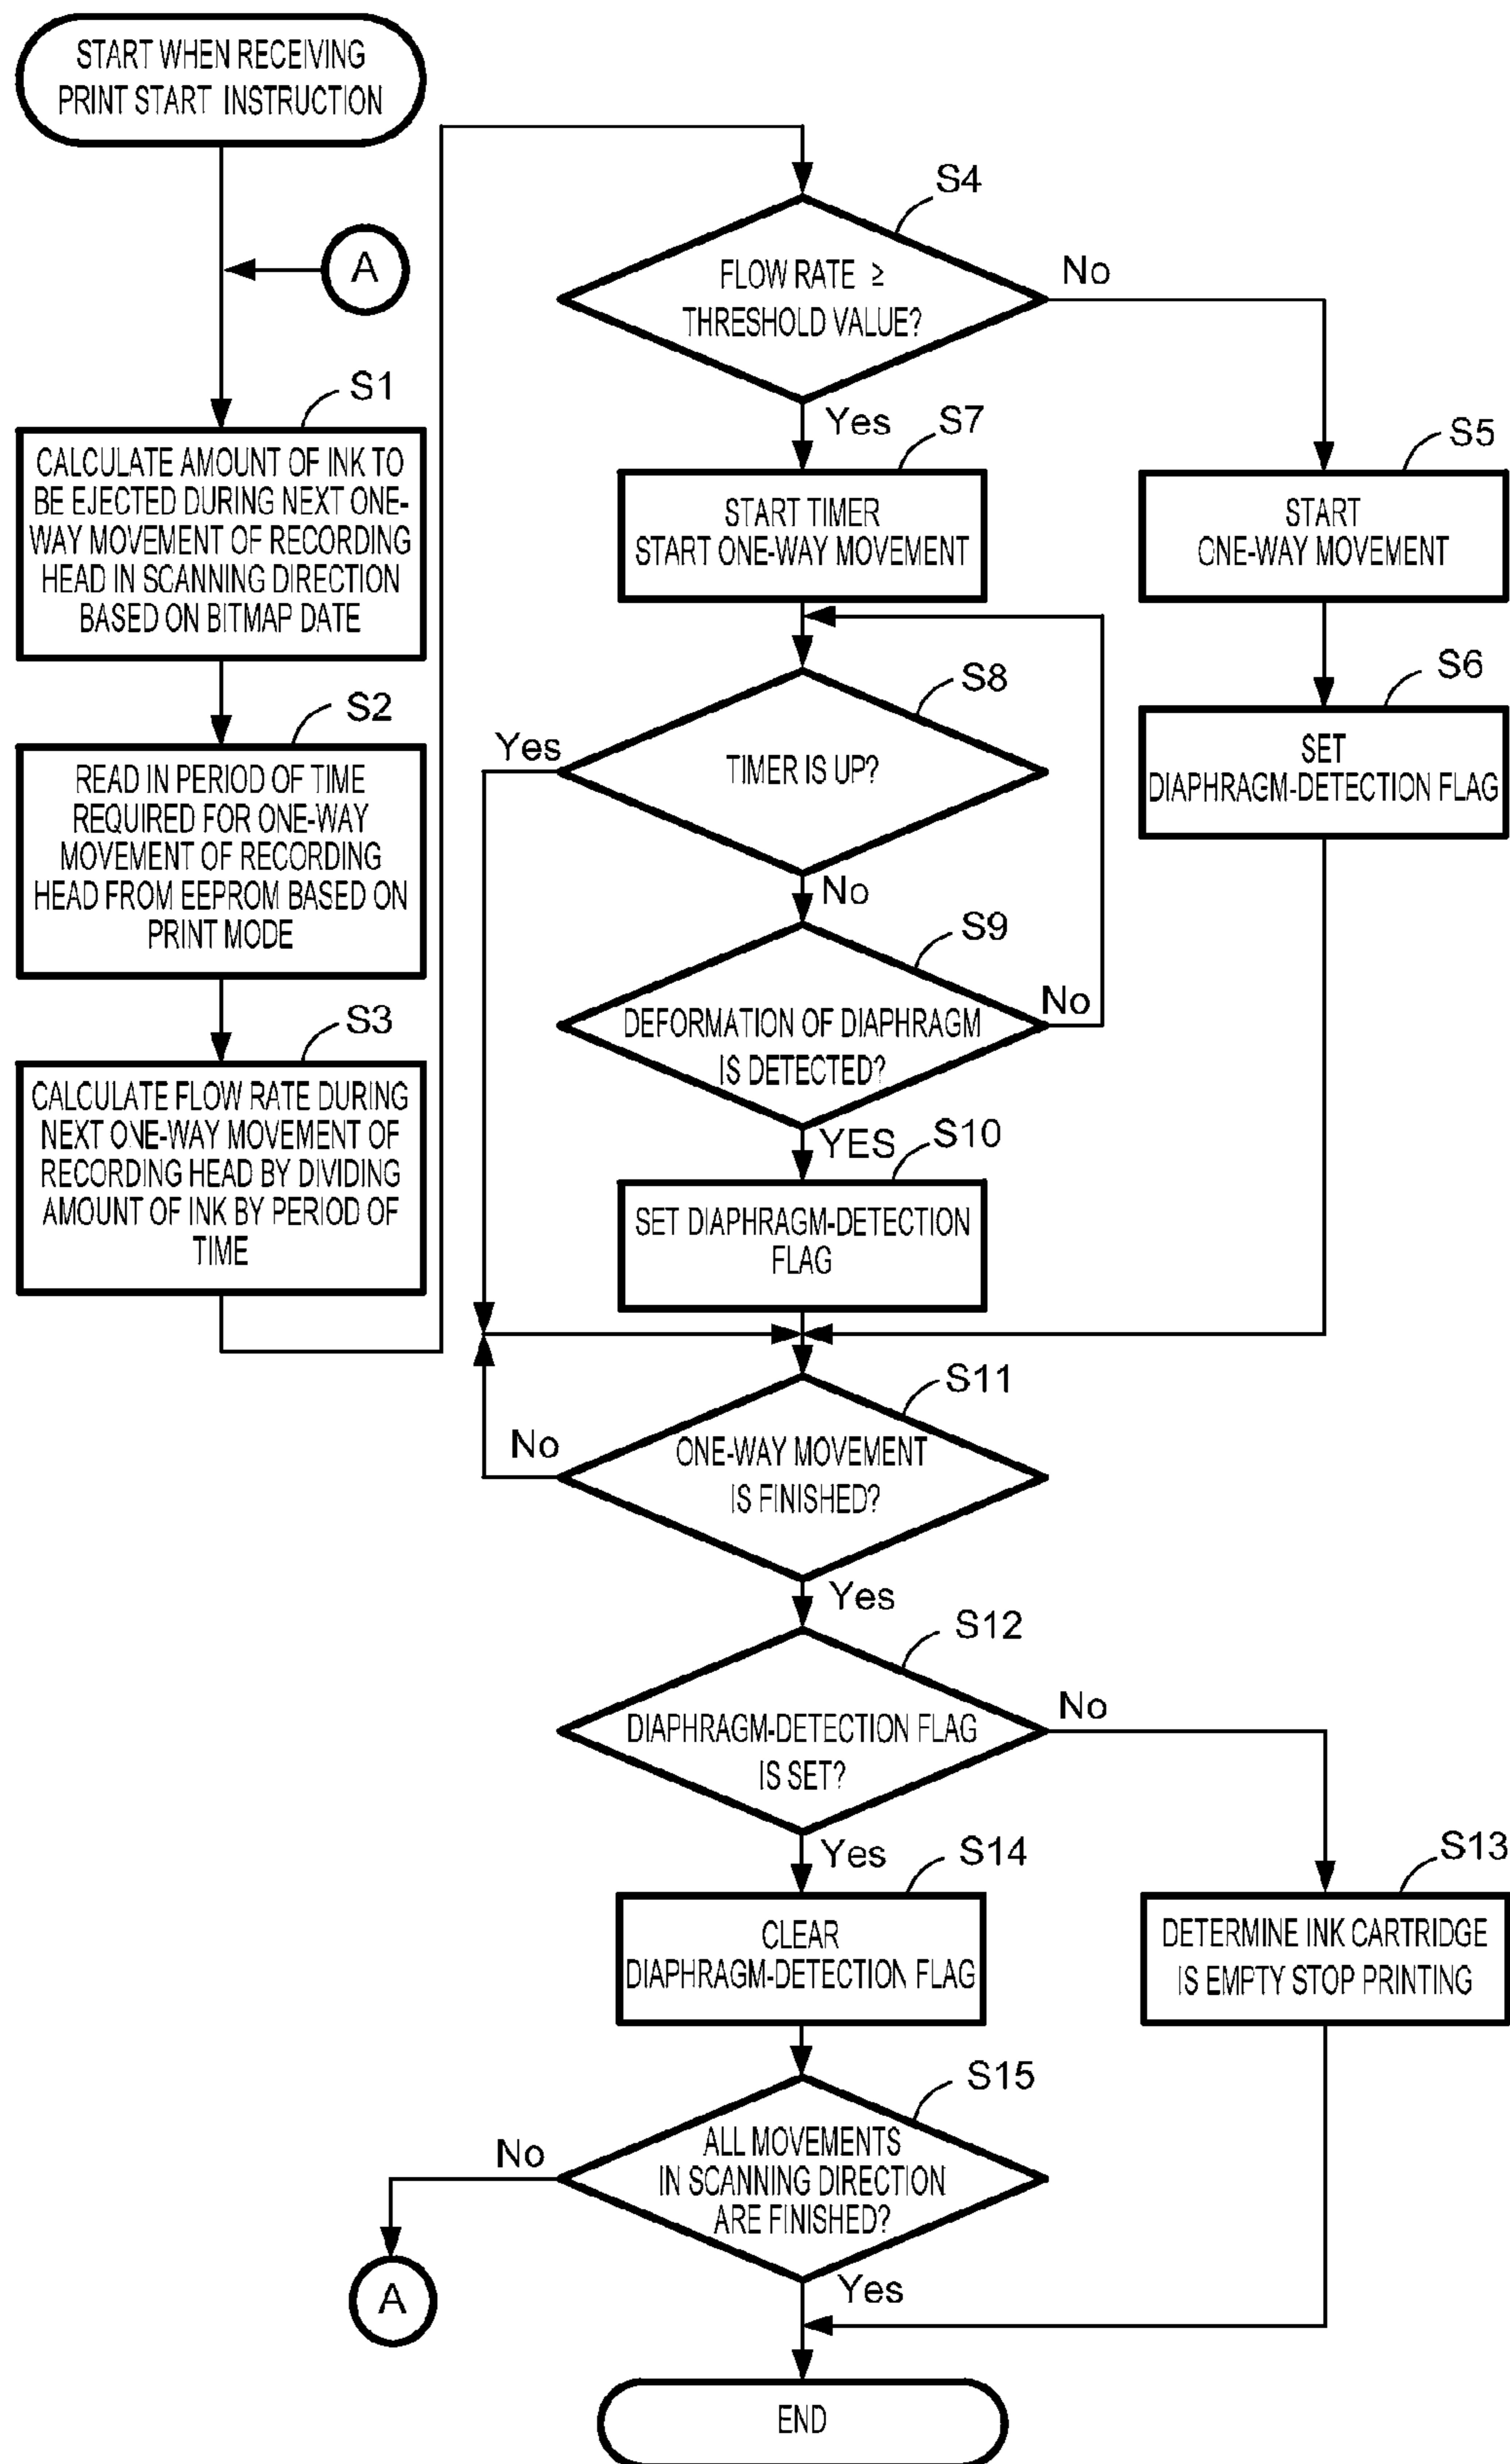 START WHEN RECEIVING
PRINT START INSTRUCTION
A
S1
CALCULATE AMOUNT OF INK TO
BE EJECTED DURING NEXT ONE-
WAY MOVEMENT OF RECORDING
HEAD IN SCANNING DIRECTION
BASED ON BITMAP DATE
S2
READ IN PERIOD OF TIME
REQUIRED FOR ONE-WAY
MOVEMENT OF RECORDING
HEAD FROM EEPROM BASED ON
PRINT MODE
S3
CALCULATE FLOW RATE DURING
NEXT ONE-WAY MOVEMENT OF
RECORDING HEAD BY DIVIDING
AMOUNT OF INK BY PERIOD OF
TIME
S4
FLOW RATE ≥
THRESHOLD VALUE?
No
Yes
S5
START
ONE-WAY MOVEMENT
S6
SET
DIAPHRAGM-DETECTION FLAG
S7
START TIMER
START ONE-WAY MOVEMENT
S8
TIMER IS UP?
Yes
No
S9
DEFORMATION OF DIAPHRAGM
IS DETECTED?
No
YES
S10
SET DIAPHRAGM-DETECTION
FLAG
S11
ONE-WAY MOVEMENT
IS FINISHED?
No
Yes
S12
DIAPHRAGM-DETECTION FLAG
IS SET?
No
Yes
S13
DETERMINE INK CARTRIDGE
IS EMPTY STOP PRINTING
S14
CLEAR
DIAPHRAGM-DETECTION FLAG
S15
ALL MOVEMENTS
IN SCANNING DIRECTION
ARE FINISHED?
No
A
Yes
END